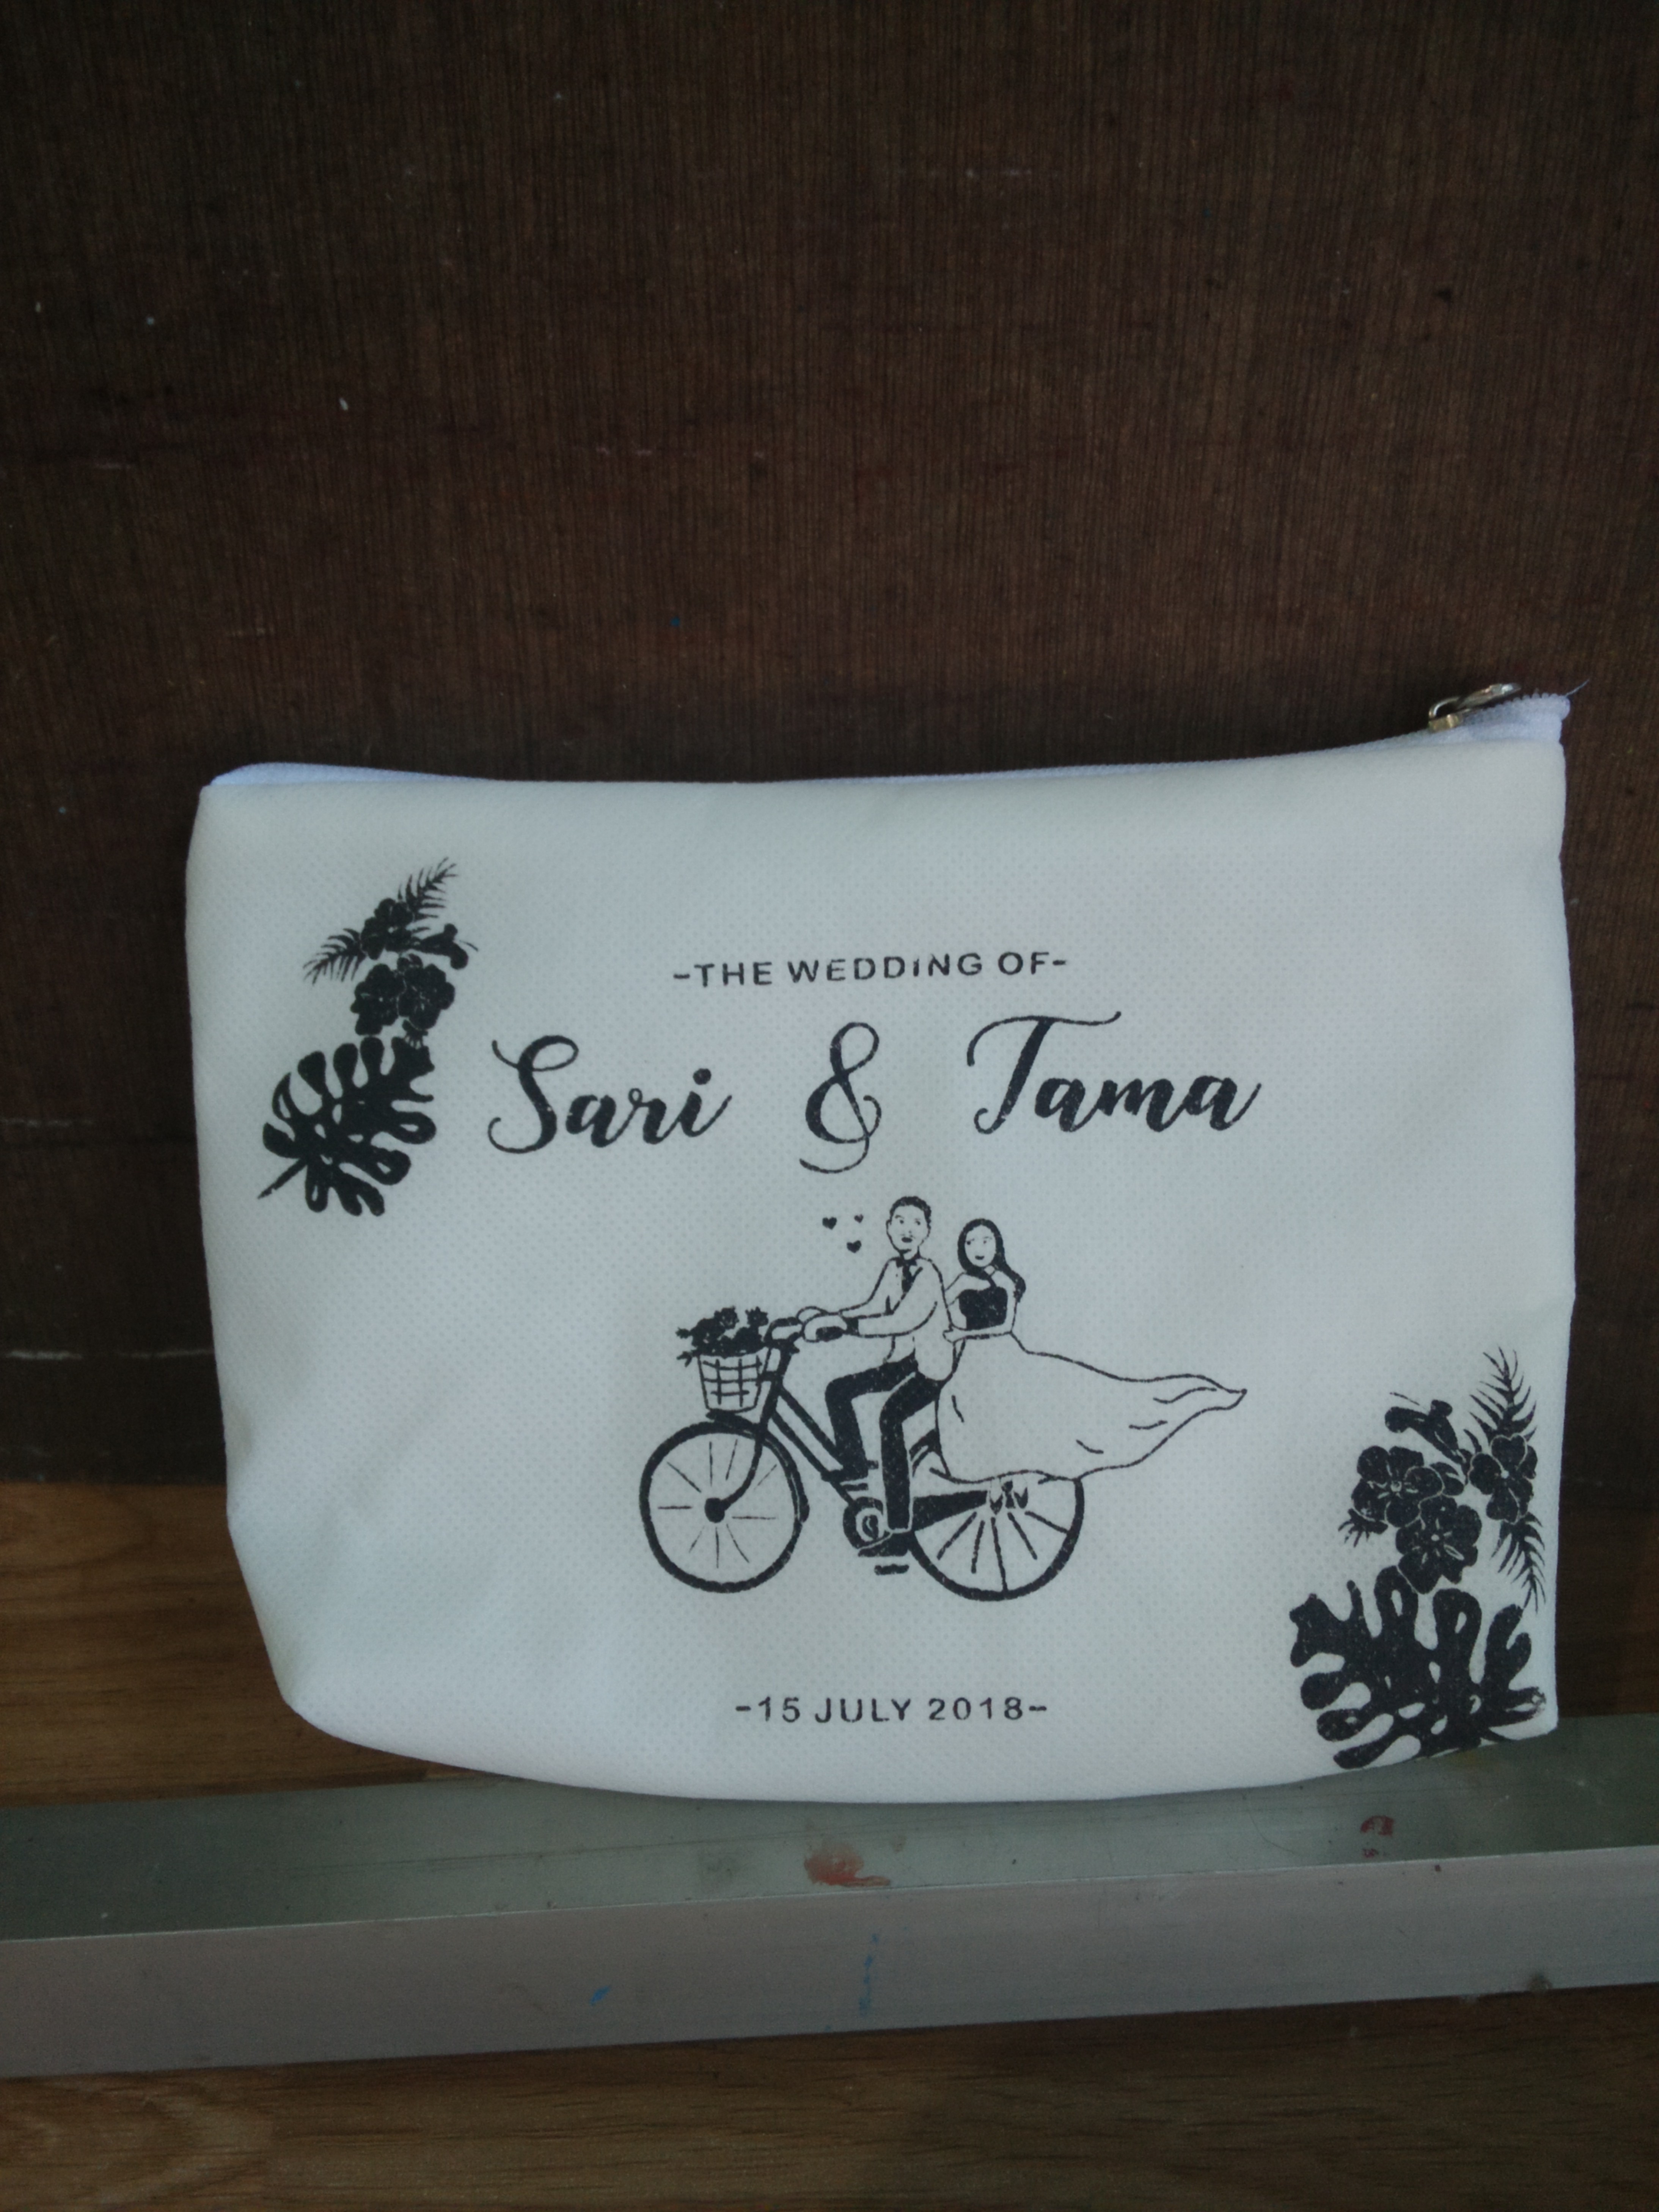 -THE WEDDING OF-
Sari & Tama
-15 JULY 2018-